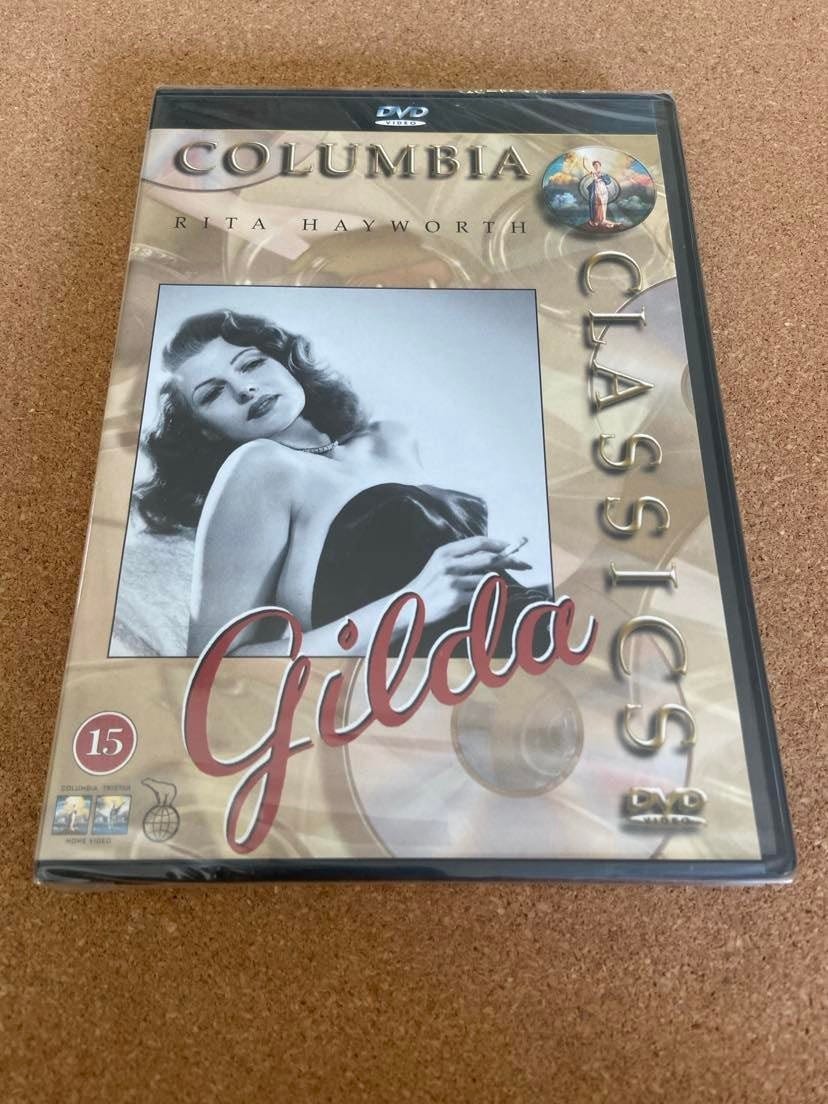 DVD
VIDEO
COLUMBIA
RITA HAYWORTH
CLASSICS
Gilda
15
COLUMBIA TRISTAR
HOME VIDEO
DVD
VIDEO